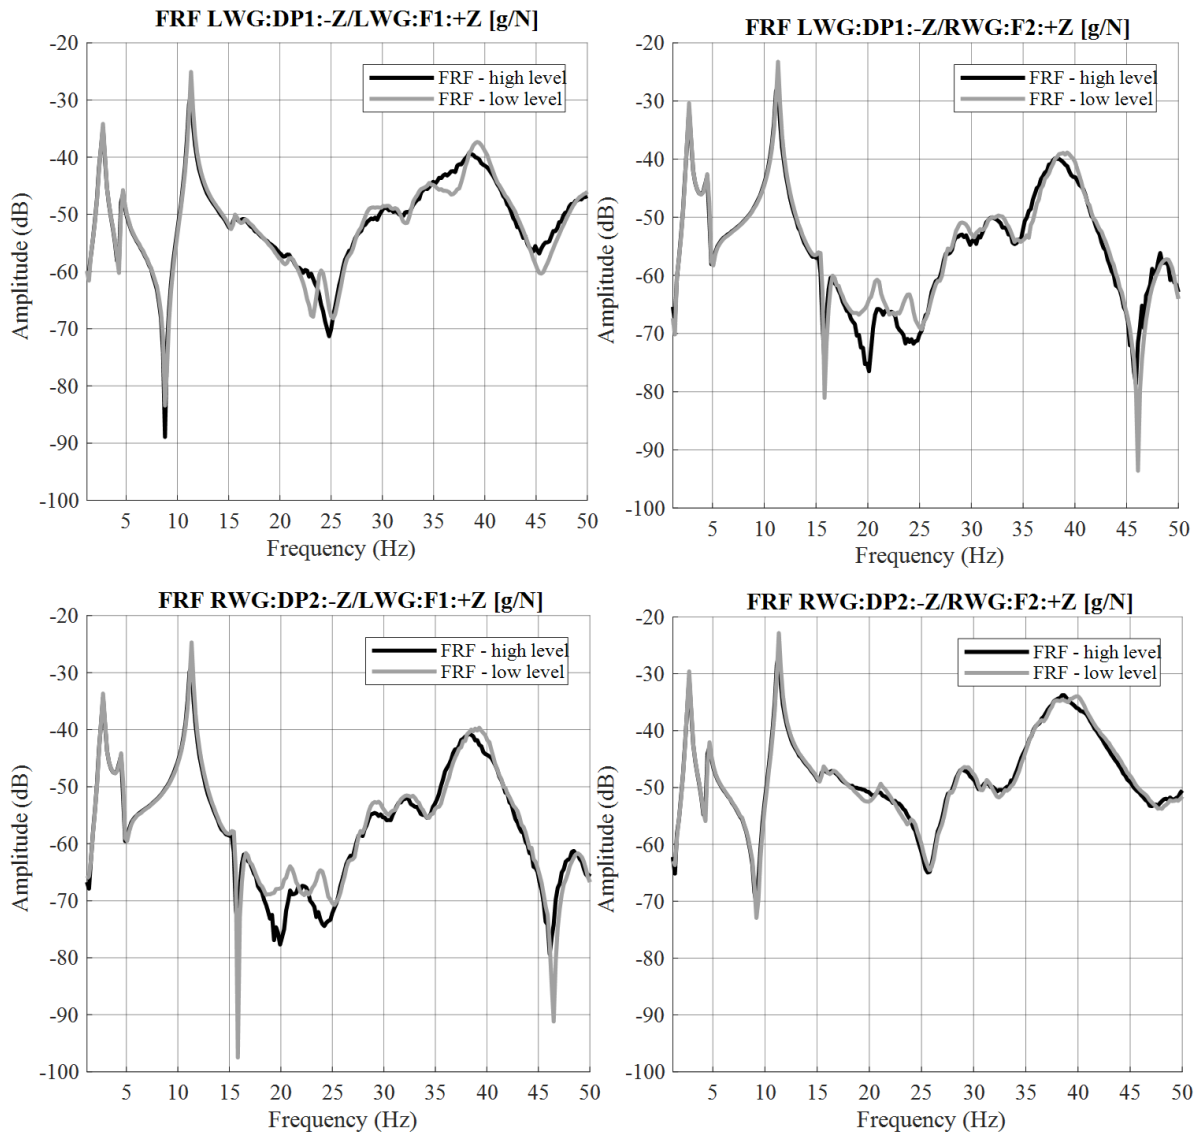 FRF LWG:DP1:-Z/LWG:F1:+Z [g/N]
FRF - high level
FRF - low level
Amplitude (dB)
-20
-30
-40
-50
-60
-70
-80
-90
-100
5 10 15 20 25 30 35 40 45 50
Frequency (Hz)
FRF LWG:DP1:-Z/RWG:F2:+Z [g/N]
FRF - high level
FRF - low level
Amplitude (dB)
-20
-30
-40
-50
-60
-70
-80
-90
-100
5 10 15 20 25 30 35 40 45 50
Frequency (Hz)
FRF RWG:DP2:-Z/LWG:F1:+Z [g/N]
FRF - high level
FRF - low level
Amplitude (dB)
-20
-30
-40
-50
-60
-70
-80
-90
-100
5 10 15 20 25 30 35 40 45 50
Frequency (Hz)
FRF RWG:DP2:-Z/RWG:F2:+Z [g/N]
FRF - high level
FRF - low level
Amplitude (dB)
-20
-30
-40
-50
-60
-70
-80
-90
-100
5 10 15 20 25 30 35 40 45 50
Frequency (Hz)